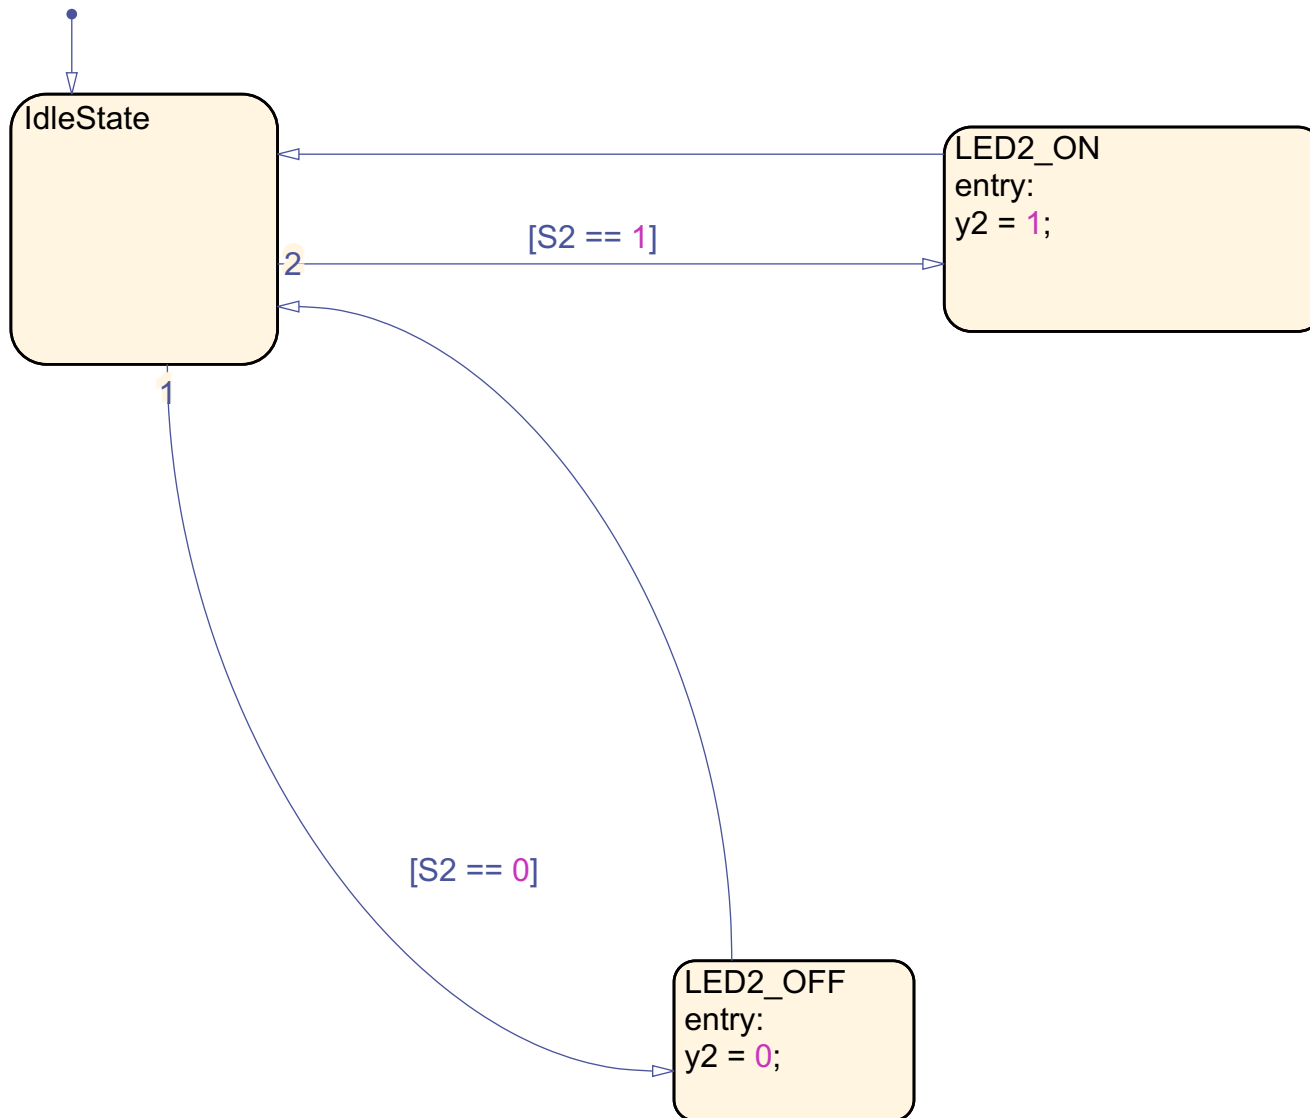 IdleState
LED2_ON
entry:
y2 = 1;
[S2 == 1]
2
1
[S2 == 0]
LED2_OFF
entry:
y2 = 0;